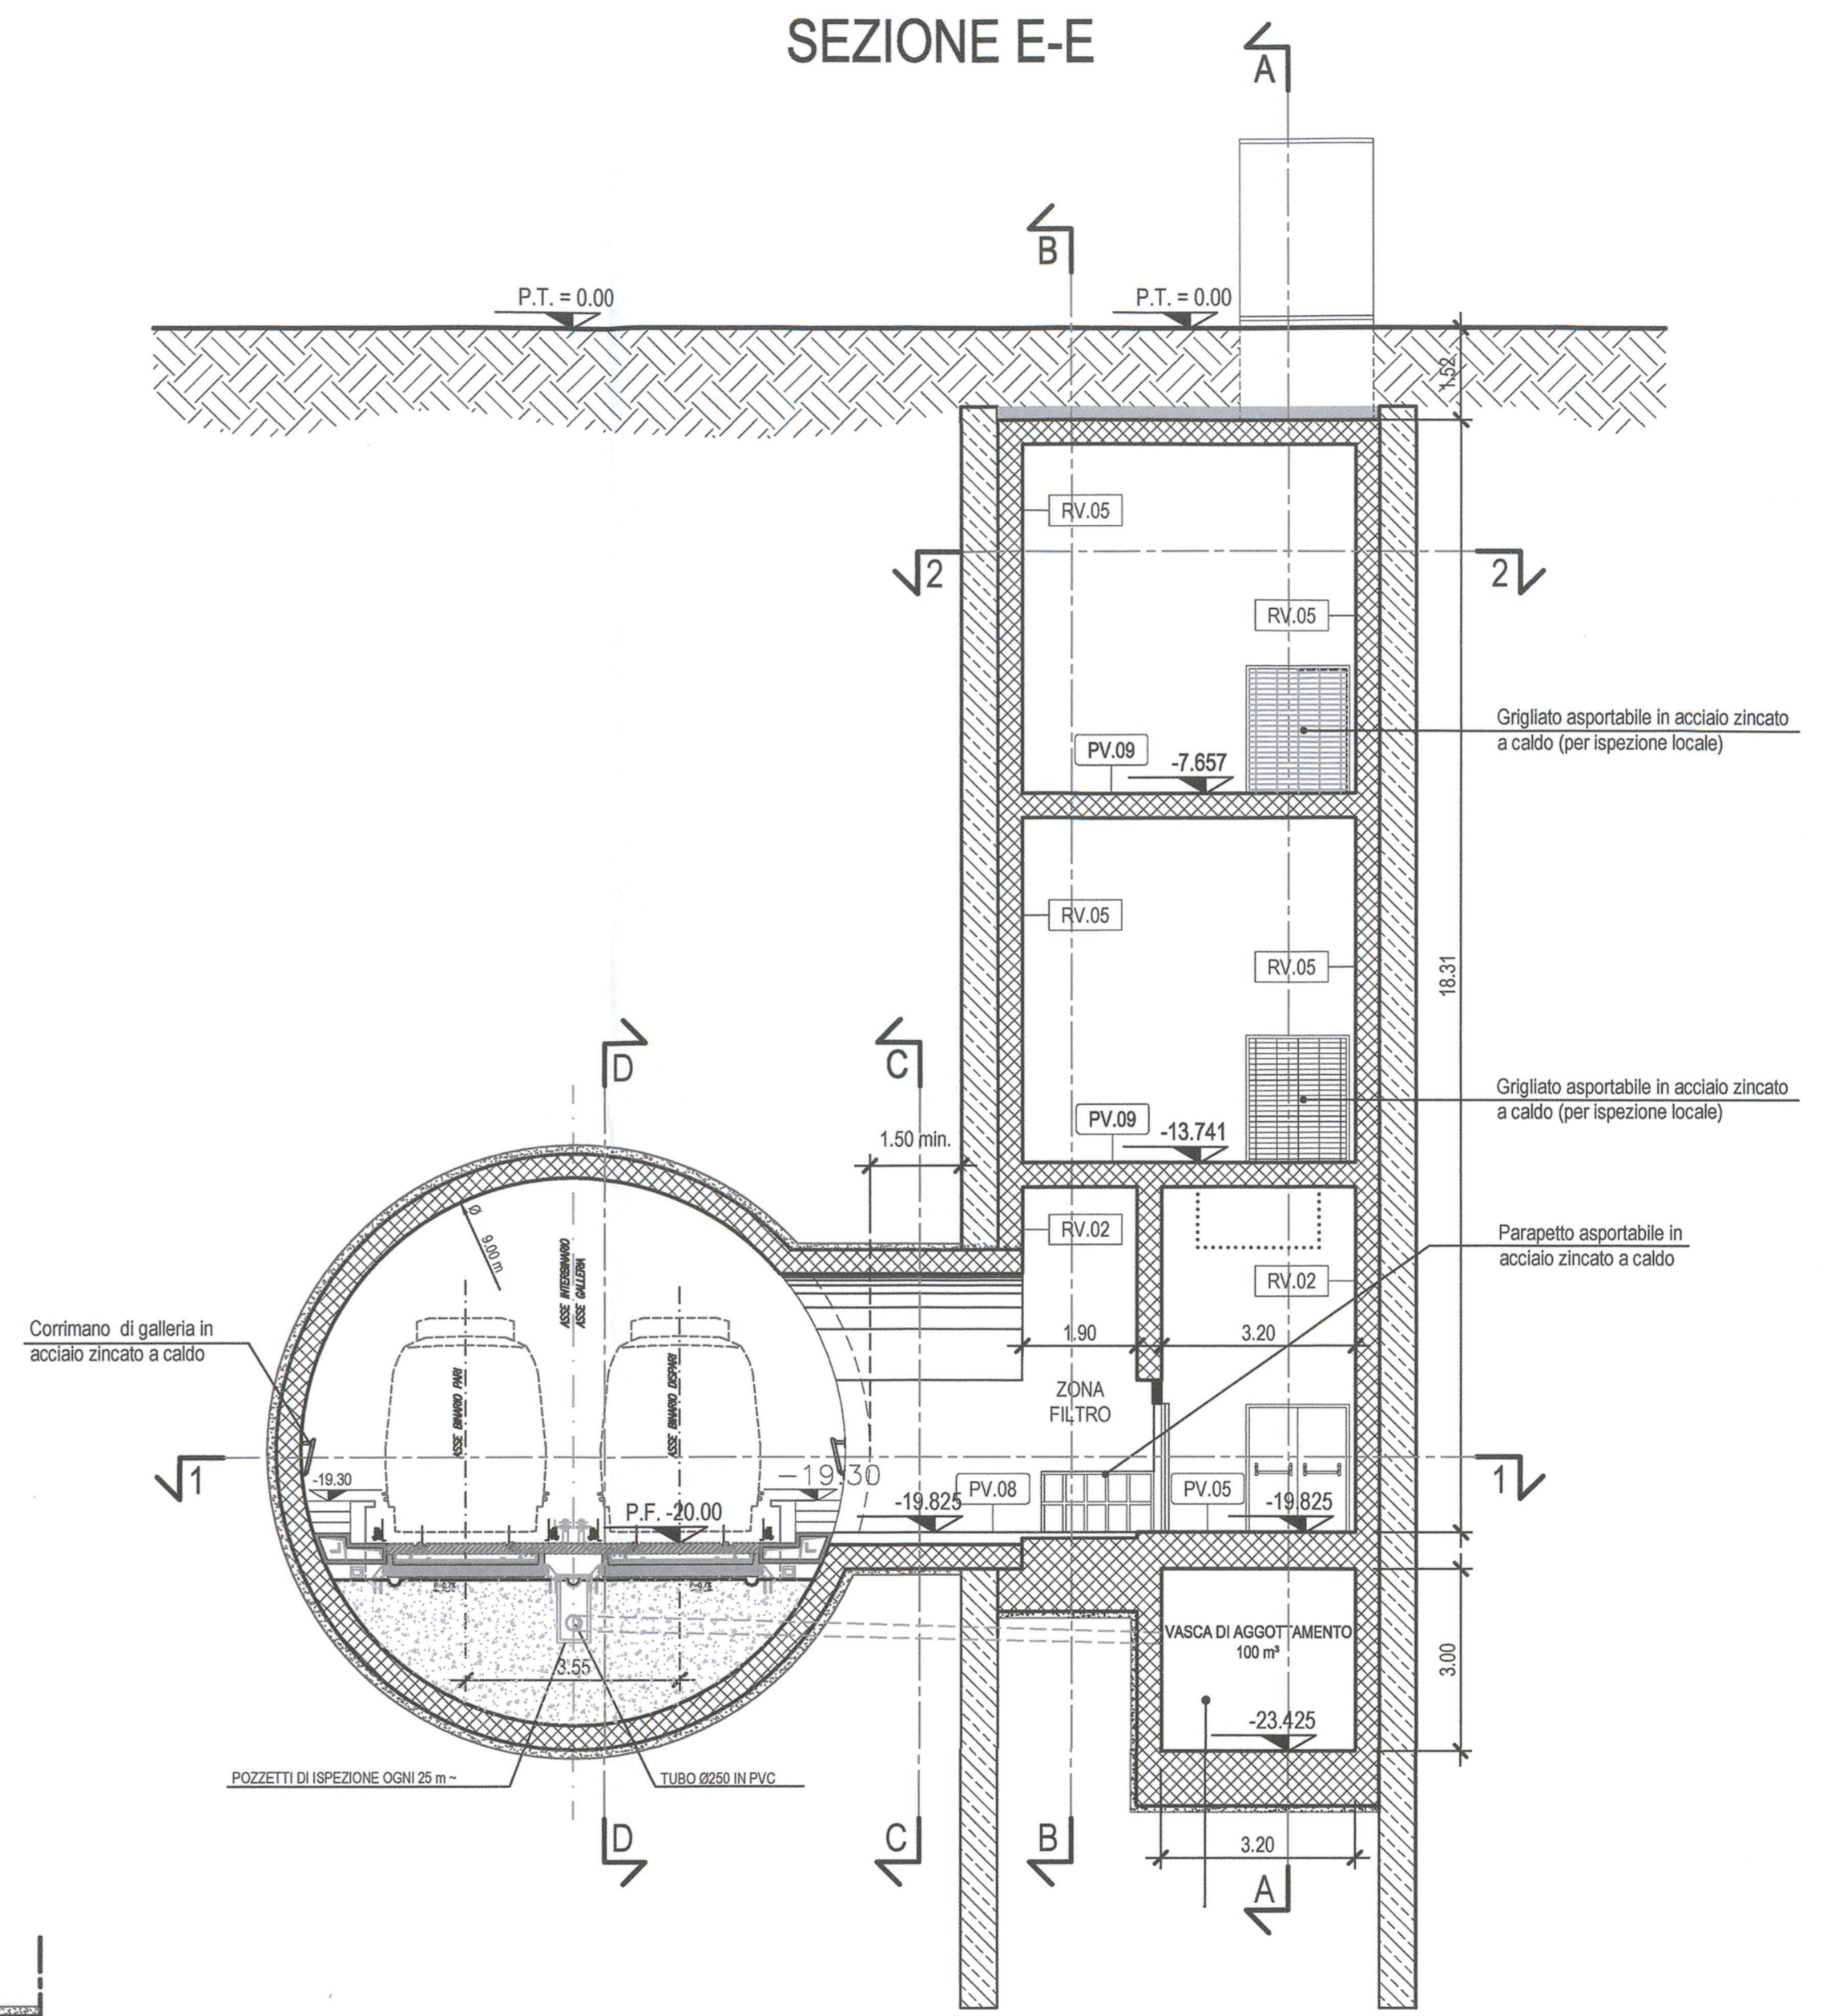 SEZIONE E-E
A
B
P.T. = 0.00
P.T. = 0.00
1.52
RV.05
2
2
RV.05
Grigliato asportabile in acciaio zincato
a caldo (per ispezione locale)
PV.09
-7.657
RV.05
RV.05
18.31
D
C
Grigliato asportabile in acciaio zincato
a caldo (per ispezione locale)
PV.09
-13.741
1.50 min.
Ø
9.00 m
RV.02
Parapetto asportabile in
acciaio zincato a caldo
RV.02
ASSE INTERBINARIO
ASSE GALLERIA
Corrimano di galleria in
acciaio zincato a caldo
1.90
3.20
ASSE BINARIO PARI
ASSE BINARIO DISPARI
ZONA
FILTRO
1
1
-19.30
-19.30
PV.08
PV.05
P.F. -20.00
-19.825
-19.825
VASCA DI AGGOTTAMENTO
100 m³
3.00
3.55
-23.425
POZZETTI DI ISPEZIONE OGNI 25 m ~
TUBO Ø250 IN PVC
D
C
B
3.20
A